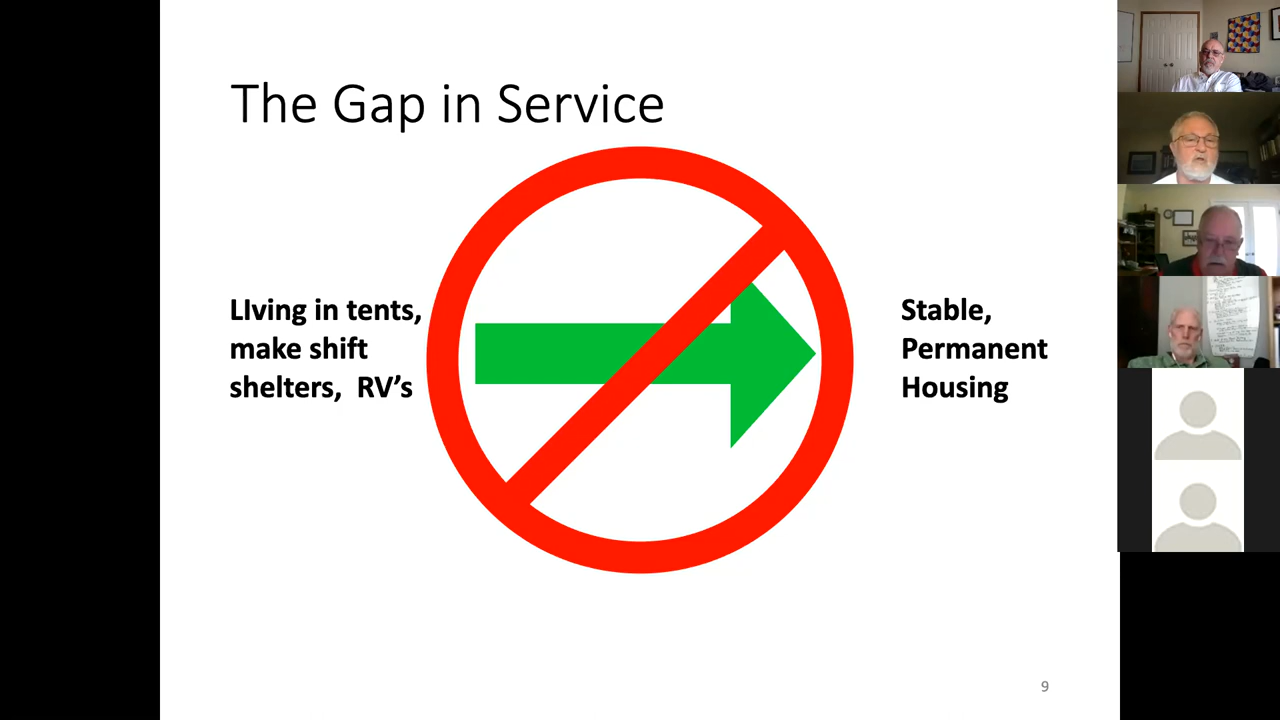 The Gap in Service
LIving in tents,
make shift
shelters,  RV's
Stable,
Permanent
Housing
9